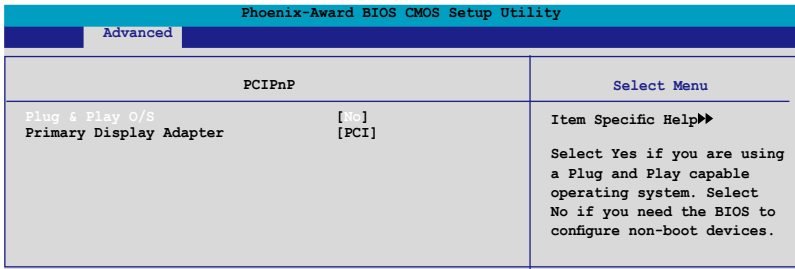 Phoenix-Award BIOS CMOS Setup Utility
Advanced
PCIPnP
Select Menu
Plug & Play O/S [No]
Primary Display Adapter [PCI]
Item Specific Help▶▶
Select Yes if you are using
a Plug and Play capable
operating system. Select
No if you need the BIOS to
configure non-boot devices.